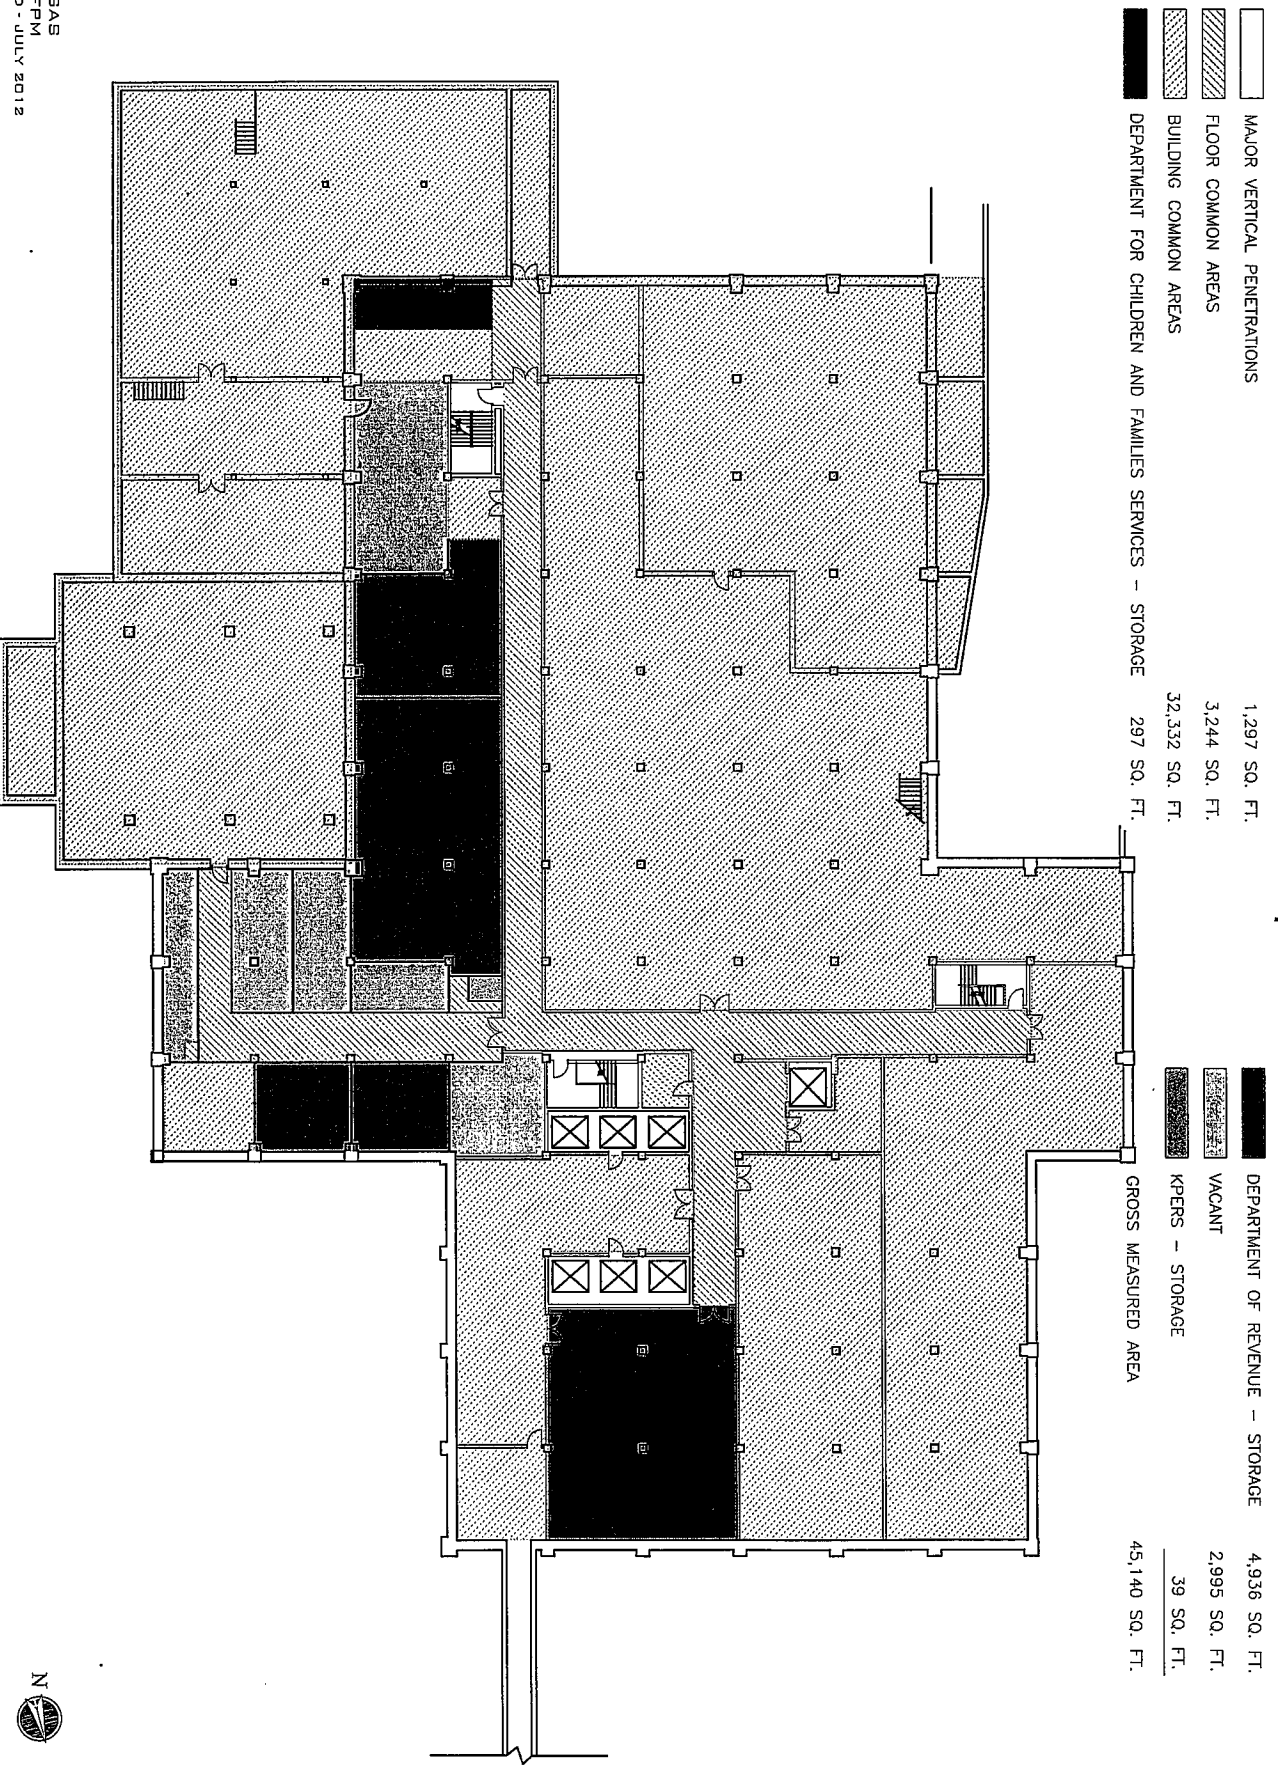 MAJOR VERTICAL PENETRATIONS 1,297 SQ. FT.
FLOOR COMMON AREAS 3,244 SQ. FT.
BUILDING COMMON AREAS 32,332 SQ. FT.
DEPARTMENT FOR CHILDREN AND FAMILIES SERVICES – STORAGE 297 SQ. FT.
DEPARTMENT OF REVENUE – STORAGE 4,936 SQ. FT.
VACANT 2,995 SQ. FT.
KPERS – STORAGE 39 SQ. FT.
GROSS MEASURED AREA 45,140 SQ. FT.
SAS
FPM
- JULY 2012
N